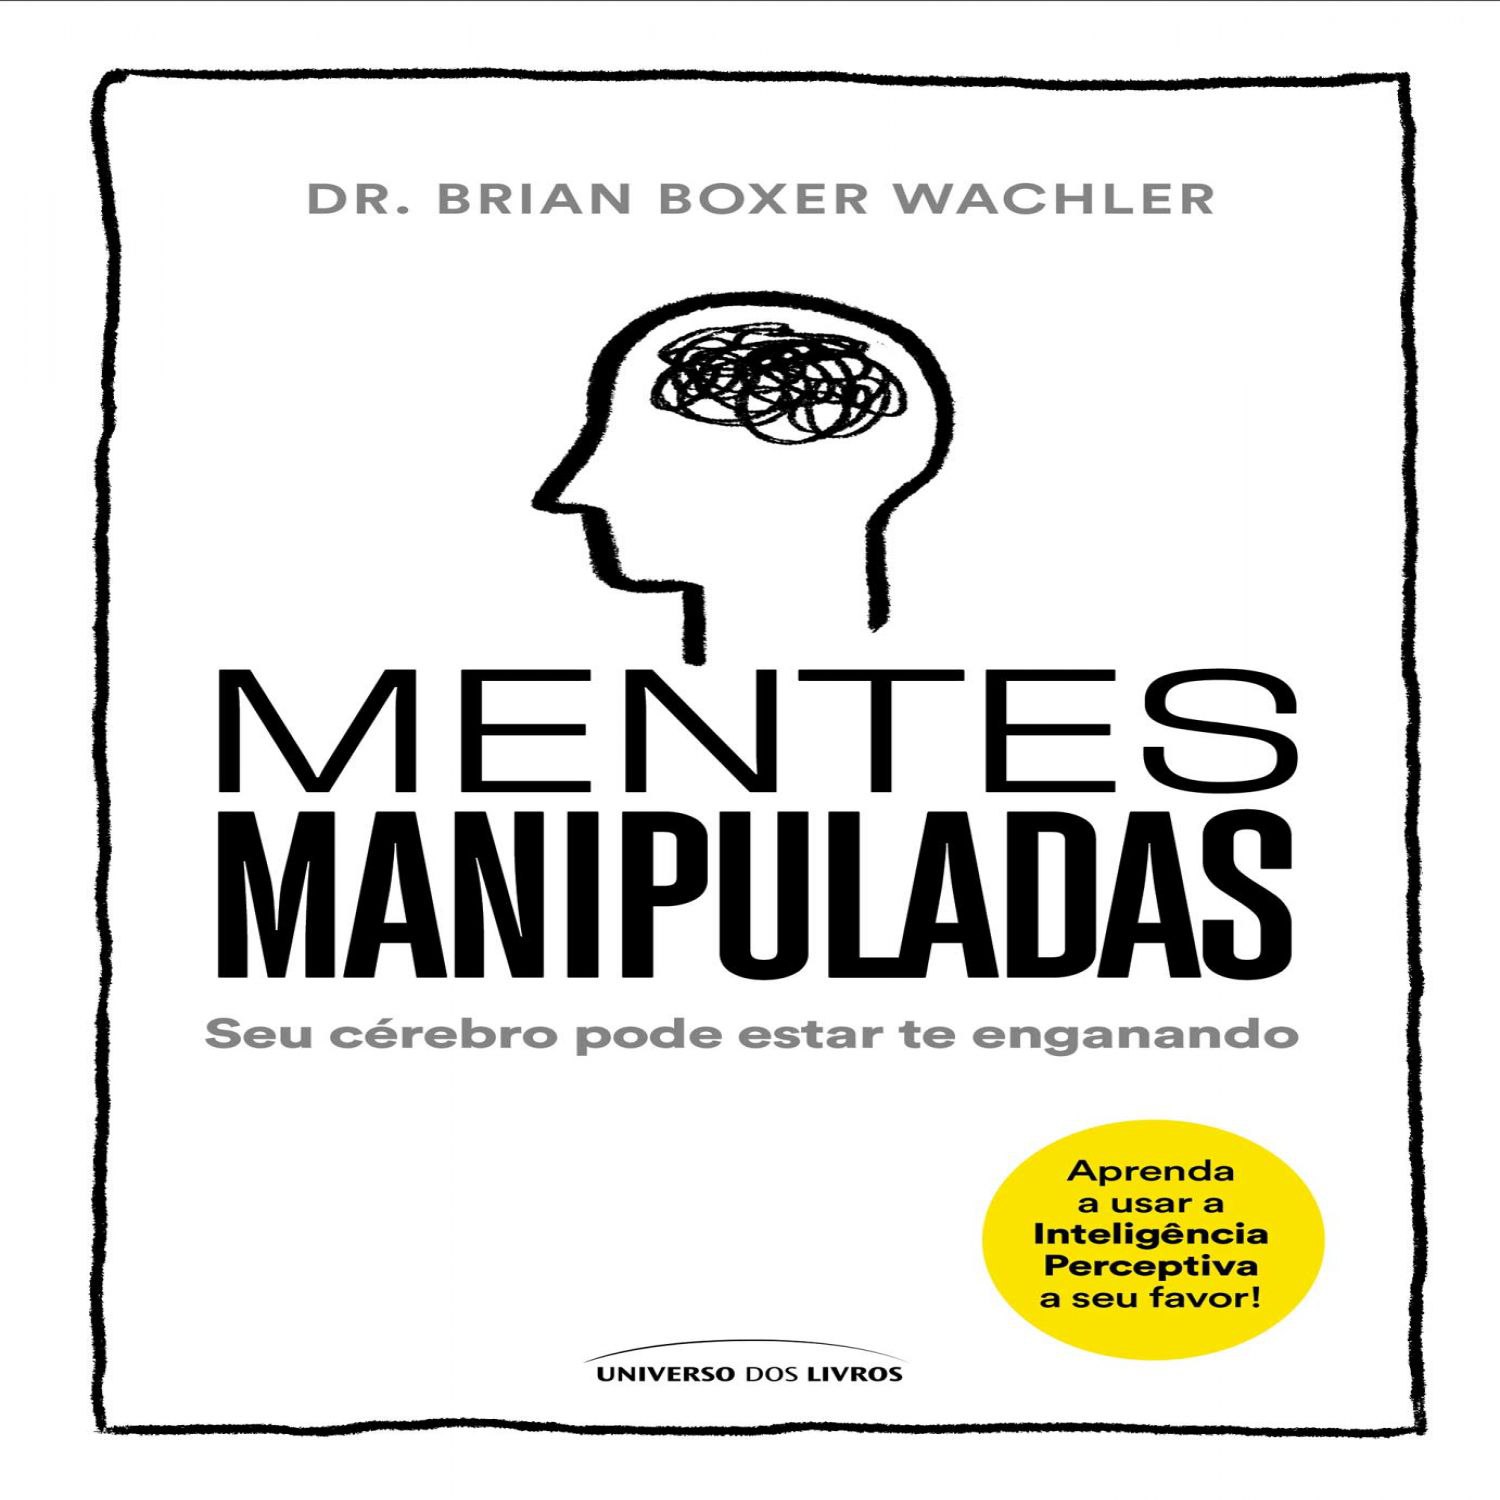 DR. BRIAN BOXER WACHLER
MENTES
MANIPULADAS
Seu cérebro pode estar te enganando
Aprenda
a usar a
Inteligência
Perceptiva
a seu favor!
UNIVERSO DOS LIVROS